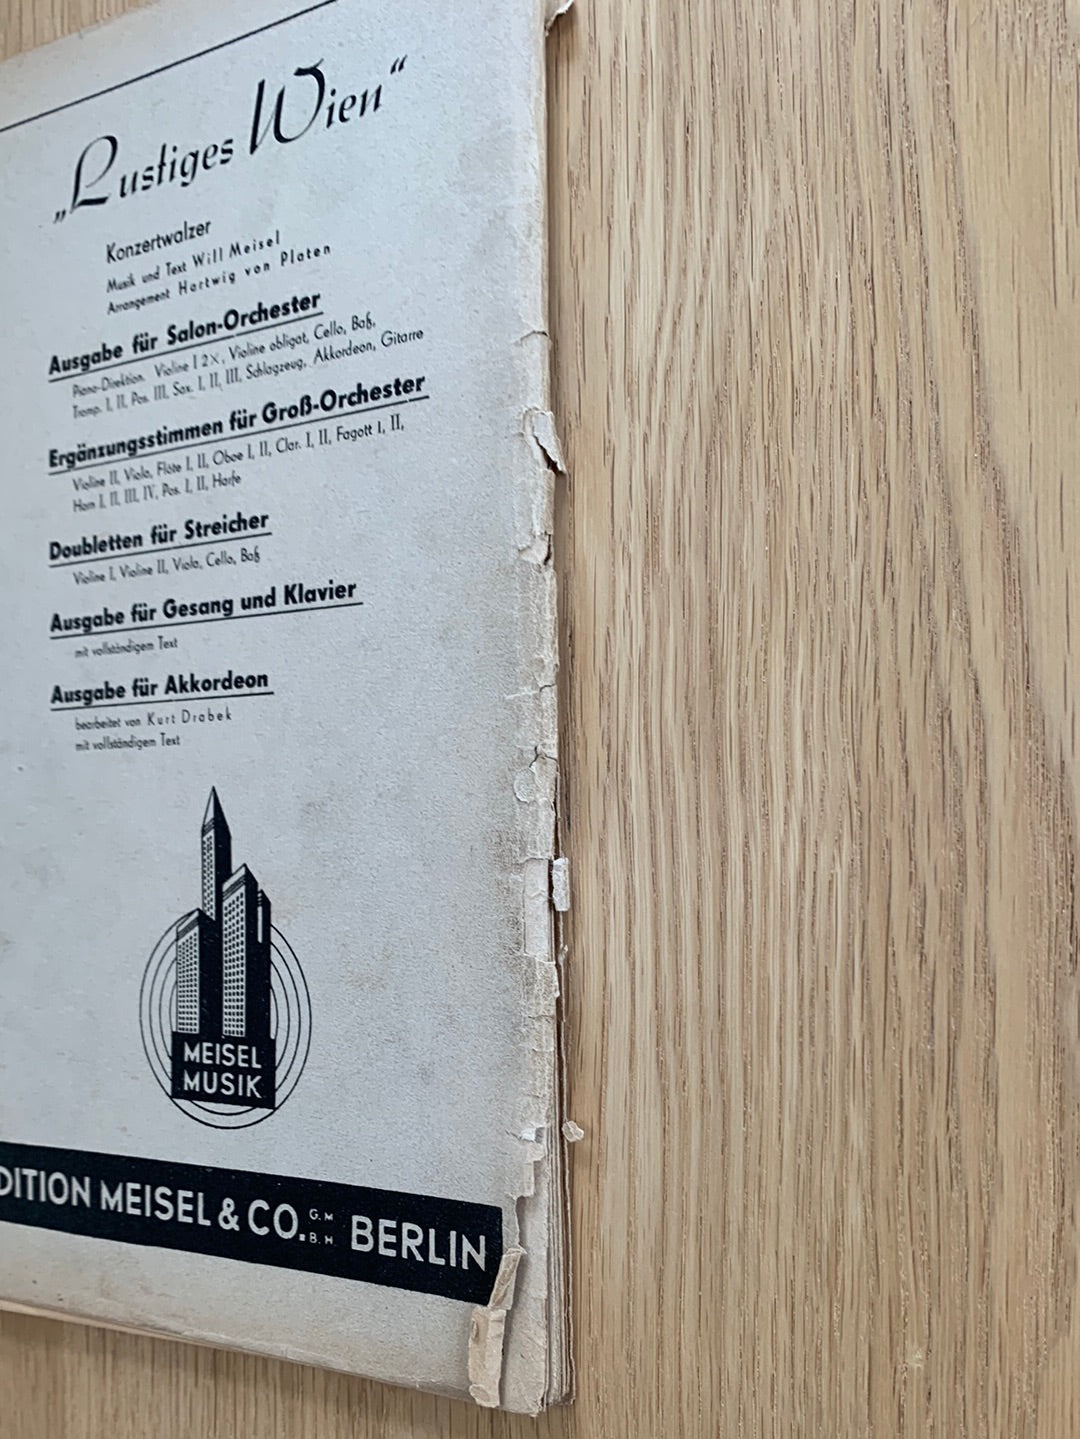 „Lustiges Wien“
Konzertwalzer
Musik und Text Will Meisel
Arrangement Hartwig von Platen
Ausgabe für Salon-Orchester
Piano-Direktion. Violine I 2×, Violine obligat, Cello, Baß,
Tromp. I, II, Pos. III, Sax. I, II, III, Schlagzeug, Akkordeon, Gitarre
Ergänzungsstimmen für Groß-Orchester
Violine II, Viola, Flöte I, II, Oboe I, II, Clar. I, II, Fagott I, II,
Horn I, II, III, IV, Pos. I, II, Harfe
Doubletten für Streicher
Violine I, Violine II, Viola, Cello, Baß
Ausgabe für Gesang und Klavier
mit vollständigem Text
Ausgabe für Akkordeon
bearbeitet von Kurt Drabek
mit vollständigem Text
MEISEL
MUSIK
DITION MEISEL & CO. G. M. B. H. BERLIN